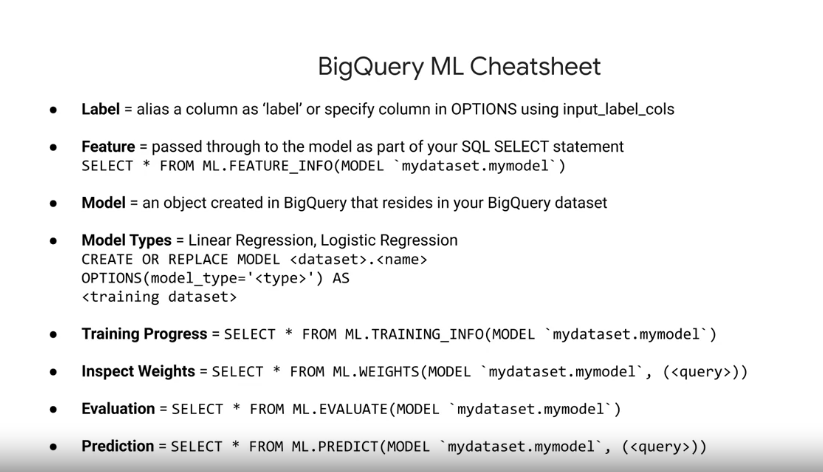 BigQuery ML Cheatsheet
● Label = alias a column as ‘label’ or specify column in OPTIONS using input_label_cols
● Feature = passed through to the model as part of your SQL SELECT statement
SELECT * FROM ML.FEATURE_INFO(MODEL `mydataset.mymodel`)
● Model = an object created in BigQuery that resides in your BigQuery dataset
● Model Types = Linear Regression, Logistic Regression
CREATE OR REPLACE MODEL <dataset>.<name>
OPTIONS(model_type='<type>') AS
<training dataset>
● Training Progress = SELECT * FROM ML.TRAINING_INFO(MODEL `mydataset.mymodel`)
● Inspect Weights = SELECT * FROM ML.WEIGHTS(MODEL `mydataset.mymodel`, (<query>))
● Evaluation = SELECT * FROM ML.EVALUATE(MODEL `mydataset.mymodel`)
● Prediction = SELECT * FROM ML.PREDICT(MODEL `mydataset.mymodel`, (<query>))